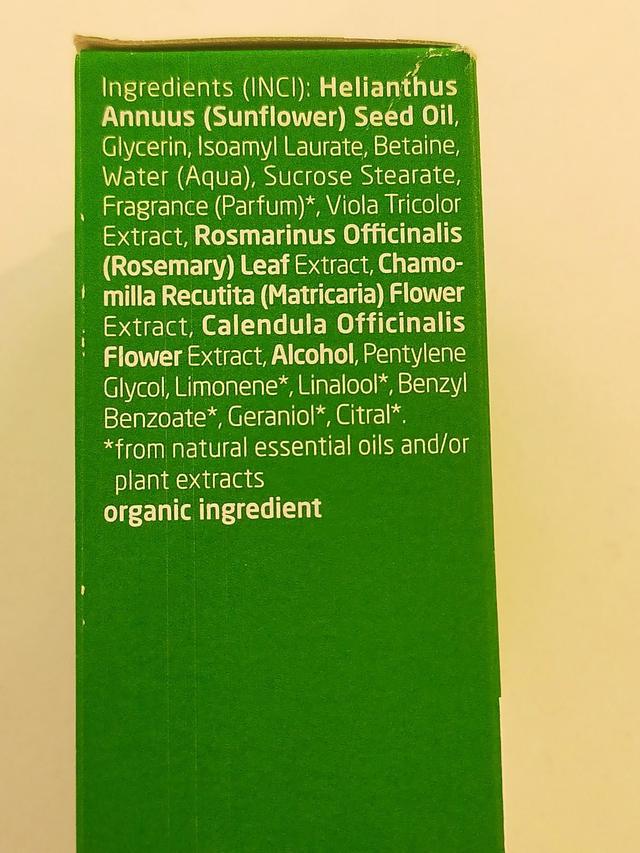 Ingredients (INCI): Helianthus
Annuus (Sunflower) Seed Oil,
Glycerin, Isoamyl Laurate, Betaine,
Water (Aqua), Sucrose Stearate,
Fragrance (Parfum)*, Viola Tricolor
Extract, Rosmarinus Officinalis
(Rosemary) Leaf Extract, Chamo-
milla Recutita (Matricaria) Flower
Extract, Calendula Officinalis
Flower Extract, Alcohol, Pentylene
Glycol, Limonene*, Linalool*, Benzyl
Benzoate*, Geraniol*, Citral*.
*from natural essential oils and/or
plant extracts
organic ingredient